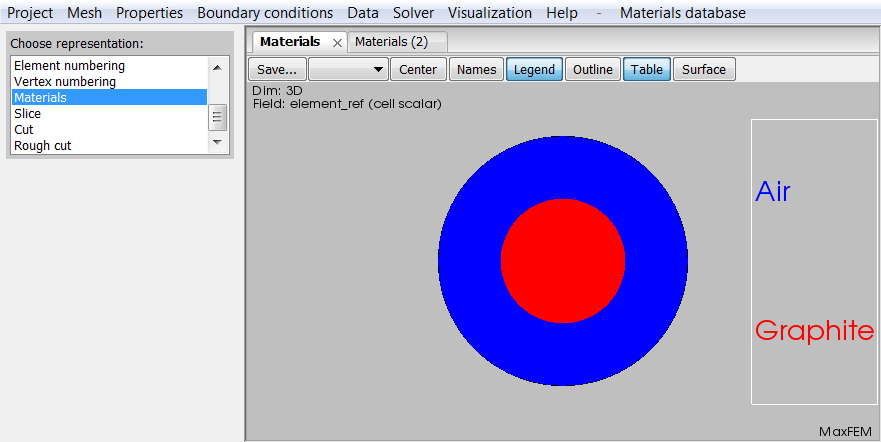 Project Mesh Properties Boundary conditions Data Solver Visualization Help - Materials database
Choose representation:
Element numbering
Vertex numbering
Materials
Slice
Cut
Rough cut
Materials Materials (2)
Save... Center Names Legend Outline Table Surface
Dim: 3D
Field: element_ref (cell scalar)
Air
Graphite
MaxFEM